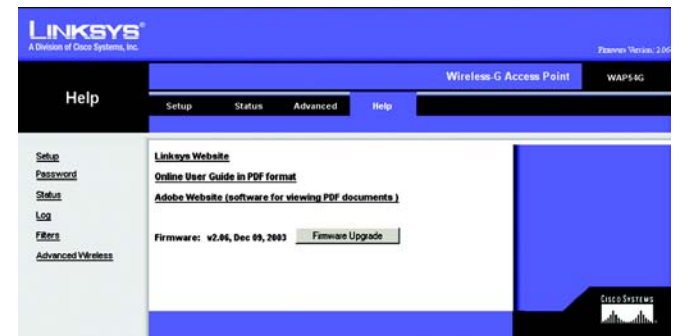 LINKSYS®
A Division of Cisco Systems, Inc.
Firmware Version: 2.06
Wireless-G Access Point WAP54G
Help
Setup Status Advanced Help
Setup
Password
Status
Log
Filters
Advanced Wireless
Linksys Website
Online User Guide in PDF format
Adobe Website (software for viewing PDF documents )
Firmware: v2.06, Dec 09, 2003 Firmware Upgrade
CISCO SYSTEMS